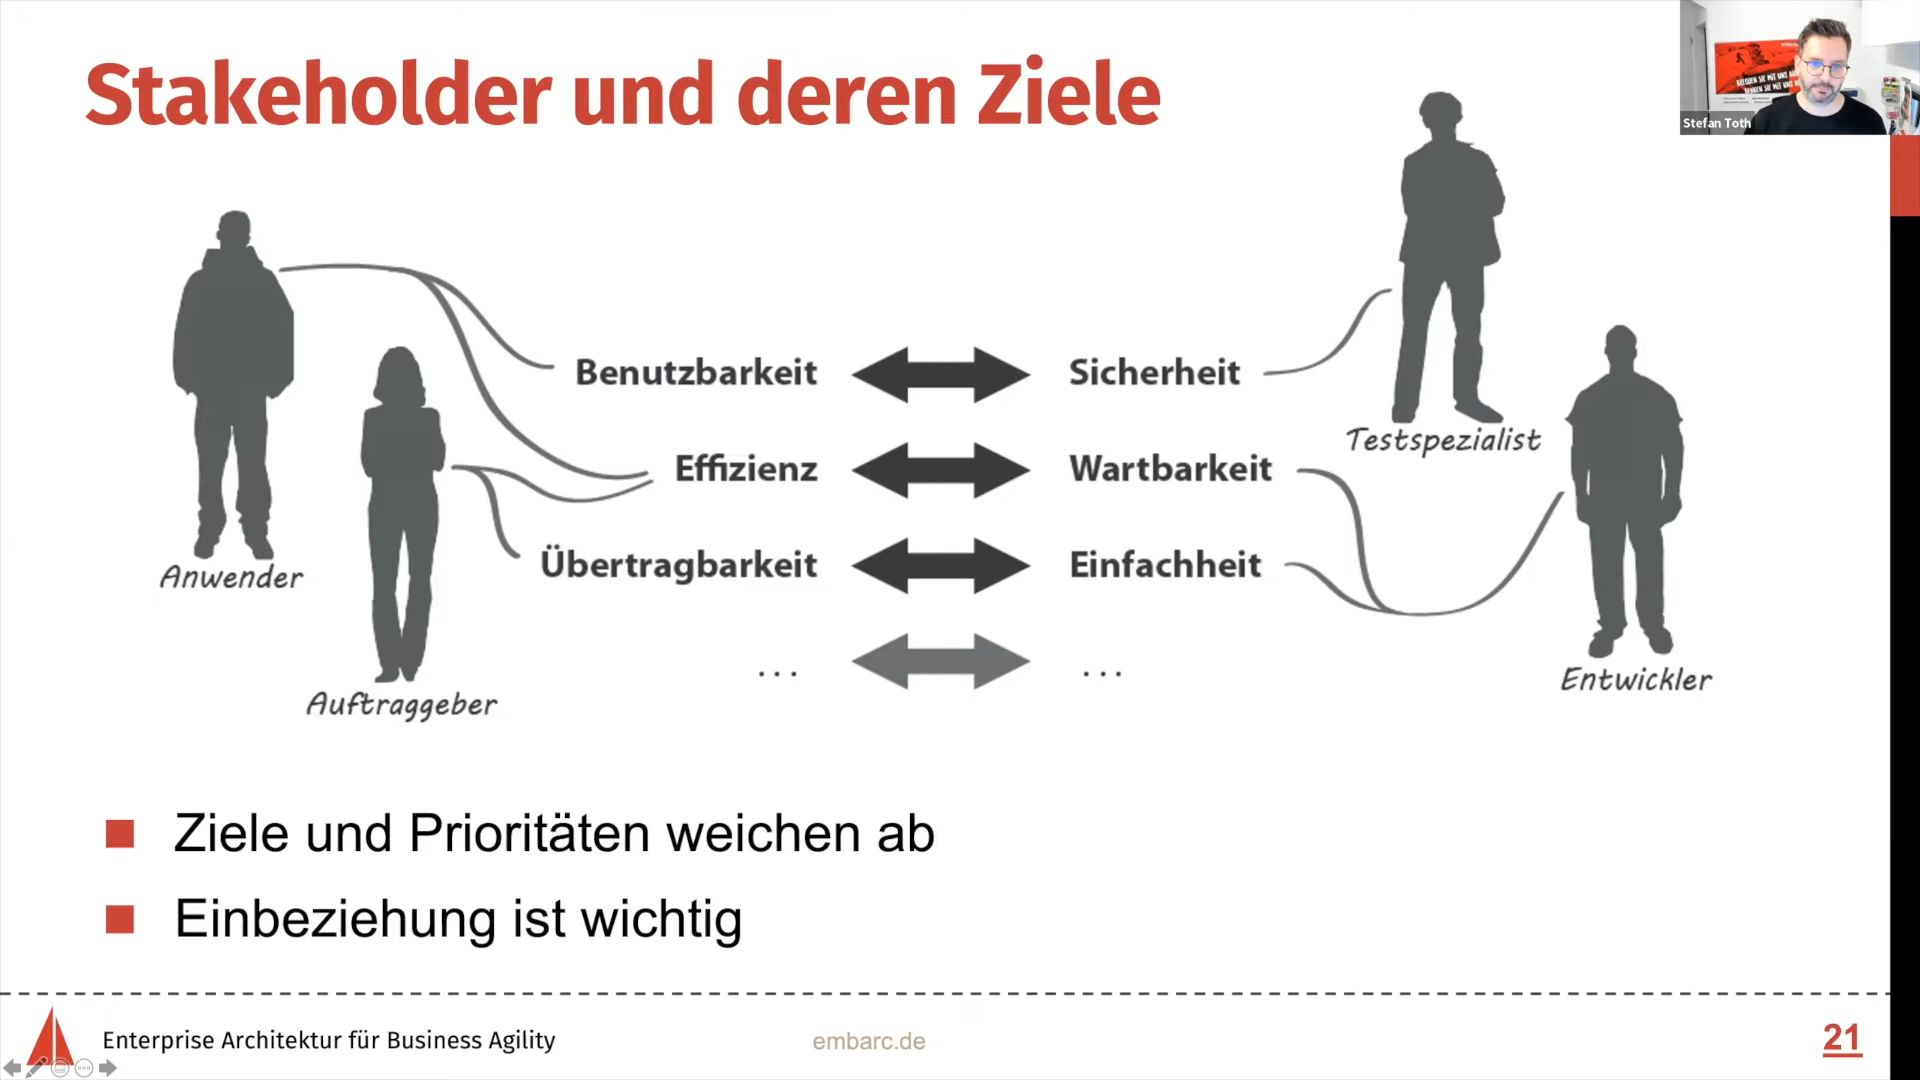 Stakeholder und deren Ziele
Stefan Toth
Benutzbarkeit
Sicherheit
Testspezialist
Effizienz
Wartbarkeit
Anwender
Übertragbarkeit
Einfachheit
...
...
Auftraggeber
Entwickler
Ziele und Prioritäten weichen ab
Einbeziehung ist wichtig
Enterprise Architektur für Business Agility
embarc.de
21